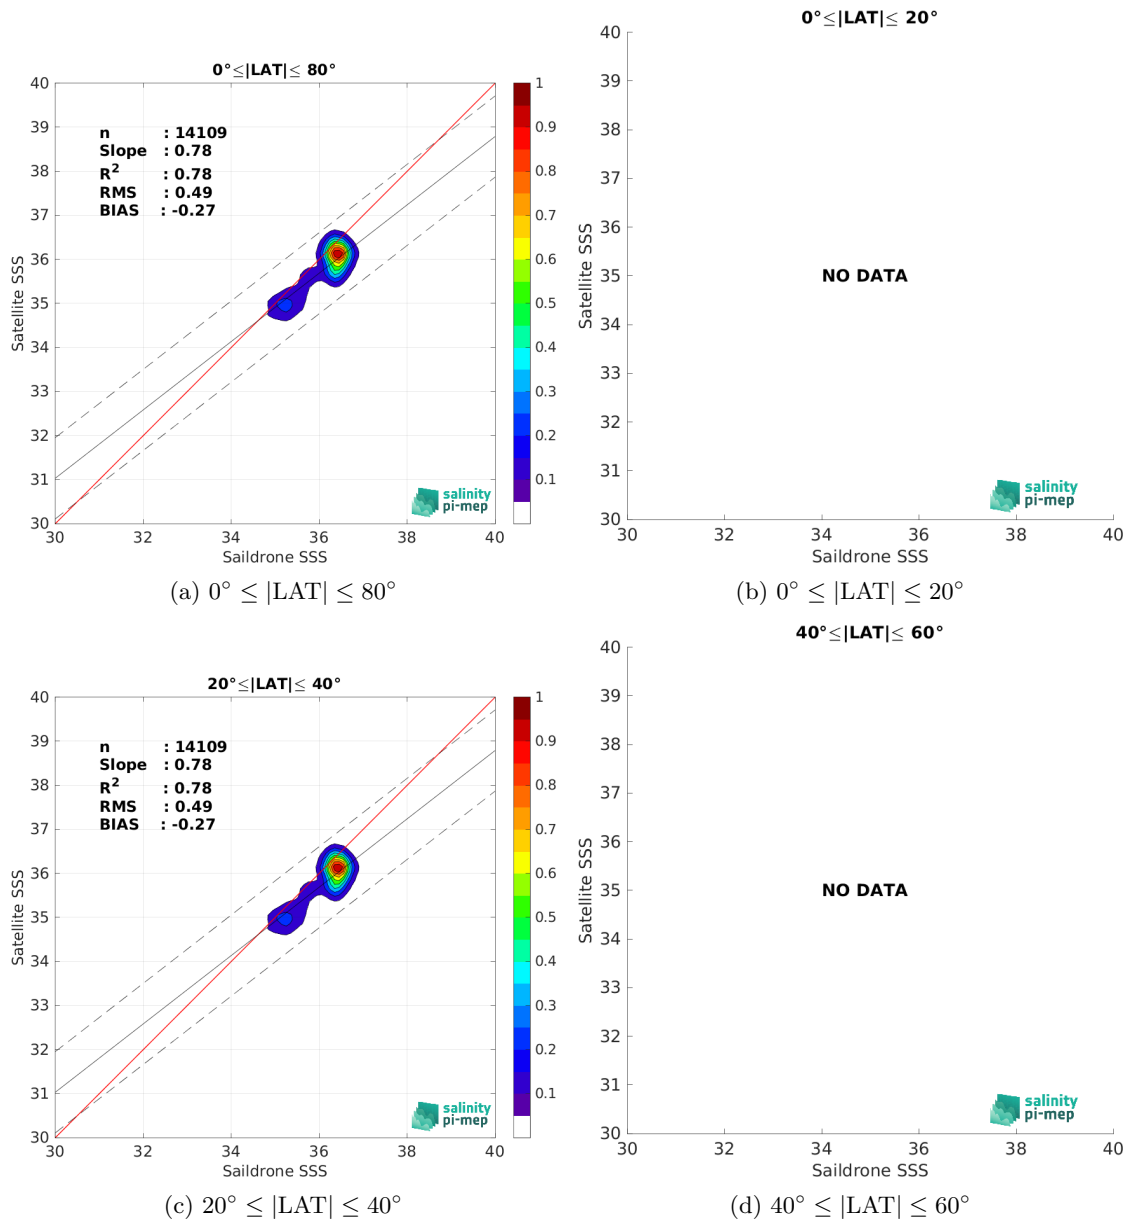 0°≤|LAT|≤ 80°
40
39
38
37
36
35
34
33
32
31
30
30 32 34 36 38 40
Satellite SSS
Saildrone SSS
n : 14109
Slope : 0.78
R² : 0.78
RMS : 0.49
BIAS : -0.27
1
0.9
0.8
0.7
0.6
0.5
0.4
0.3
0.2
0.1
salinity
pi-mep
(a) 0° ≤ |LAT| ≤ 80°
0°≤|LAT|≤ 20°
40
39
38
37
36
35
34
33
32
31
30
30 32 34 36 38 40
Satellite SSS
Saildrone SSS
NO DATA
salinity
pi-mep
(b) 0° ≤ |LAT| ≤ 20°
20°≤|LAT|≤ 40°
40
39
38
37
36
35
34
33
32
31
30
30 32 34 36 38 40
Satellite SSS
Saildrone SSS
n : 14109
Slope : 0.78
R² : 0.78
RMS : 0.49
BIAS : -0.27
1
0.9
0.8
0.7
0.6
0.5
0.4
0.3
0.2
0.1
salinity
pi-mep
(c) 20° ≤ |LAT| ≤ 40°
40°≤|LAT|≤ 60°
40
39
38
37
36
35
34
33
32
31
30
30 32 34 36 38 40
Satellite SSS
Saildrone SSS
NO DATA
salinity
pi-mep
(d) 40° ≤ |LAT| ≤ 60°